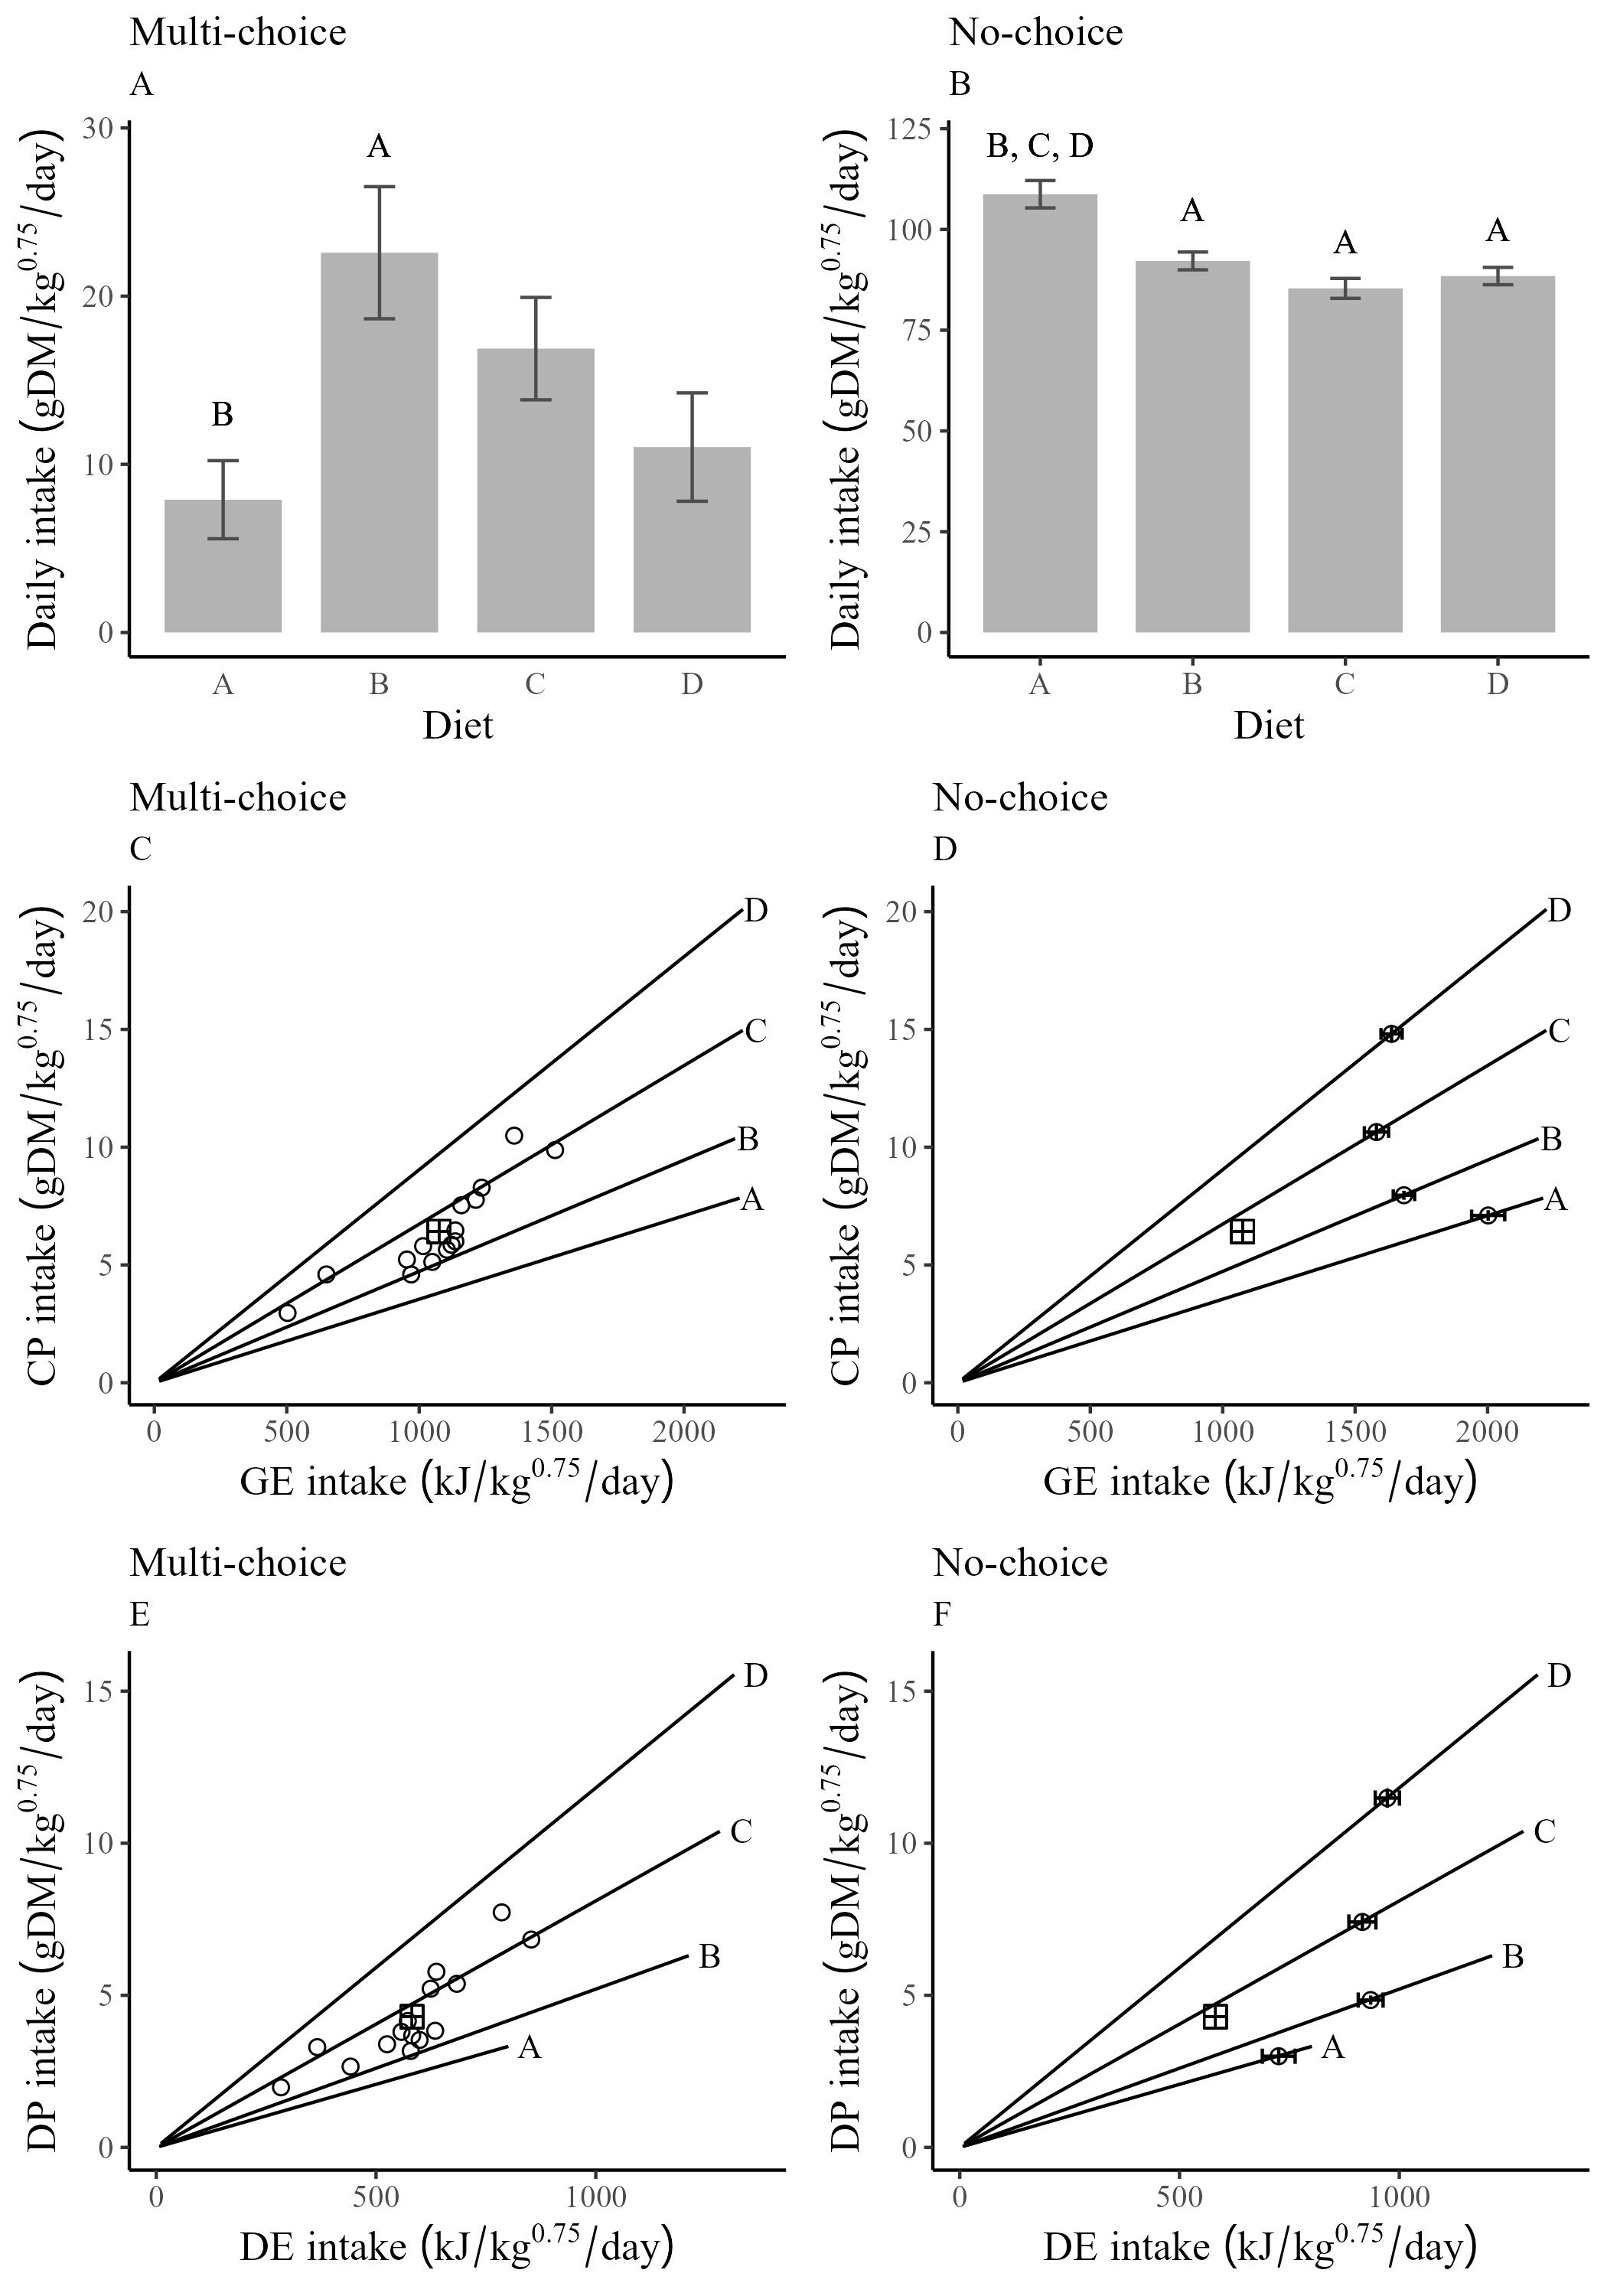 Multi-choice
A
30
20
10
0
Daily intake (gDM/kg^0.75/day)
B
A
A B C D
Diet
No-choice
B
125
100
75
50
25
0
Daily intake (gDM/kg^0.75/day)
B, C, D
A
A
A
A B C D
Diet
Multi-choice
C
20
15
10
5
0
CP intake (gDM/kg^0.75/day)
D
C
B
A
0 500 1000 1500 2000
GE intake (kJ/kg^0.75/day)
No-choice
D
20
15
10
5
0
CP intake (gDM/kg^0.75/day)
D
C
B
A
0 500 1000 1500 2000
GE intake (kJ/kg^0.75/day)
Multi-choice
E
15
10
5
0
DP intake (gDM/kg^0.75/day)
D
C
B
A
0 500 1000
DE intake (kJ/kg^0.75/day)
No-choice
F
15
10
5
0
DP intake (gDM/kg^0.75/day)
D
C
B
A
0 500 1000
DE intake (kJ/kg^0.75/day)